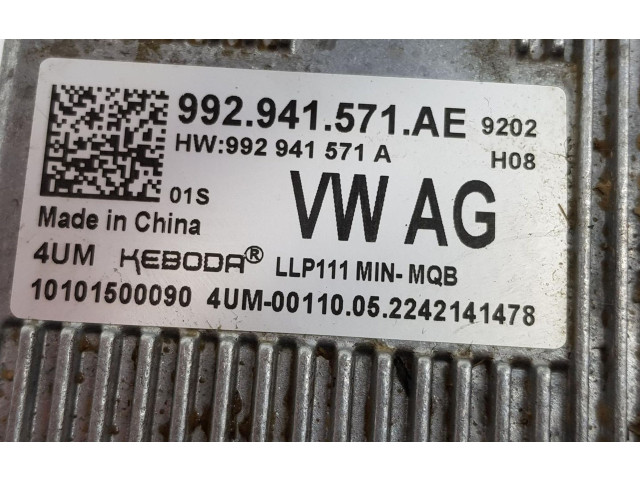 992.941.571.AE 9202
HW:992 941 571 A H08
01S VW AG
Made in China
4UM KEBODA® LLP111 MIN- MQB
10101500090 4UM-00110.05.2242141478